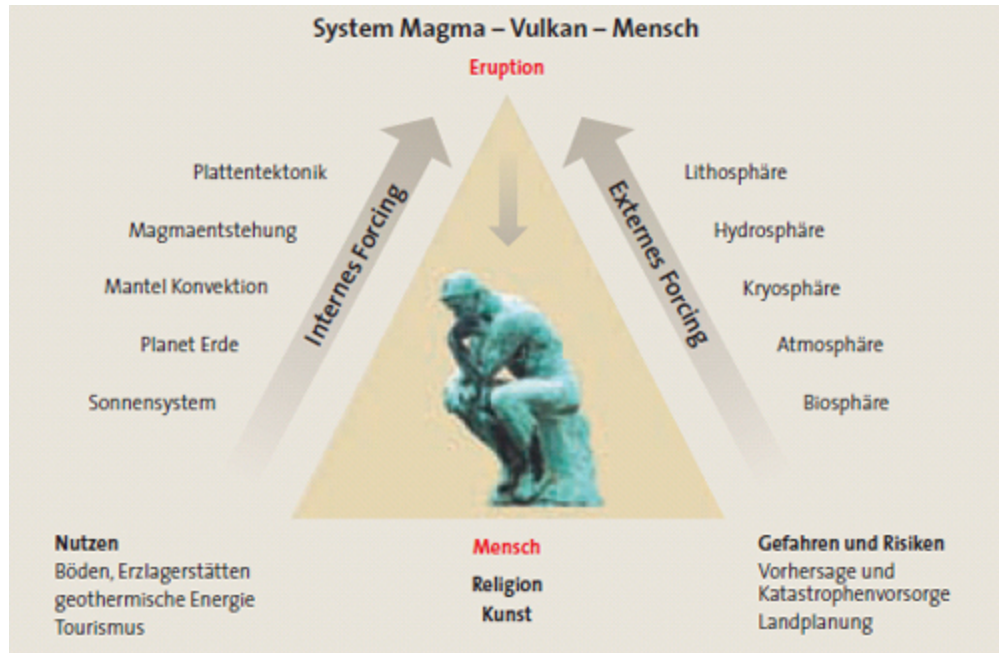 System Magma – Vulkan – Mensch
Eruption
Plattentektonik
Magmaentstehung
Mantel Konvektion
Planet Erde
Sonnensystem
Internes Forcing
Externes Forcing
Lithosphäre
Hydrosphäre
Kryosphäre
Atmosphäre
Biosphäre
Nutzen
Böden, Erzlagerstätten
geothermische Energie
Tourismus
Mensch
Religion
Kunst
Gefahren und Risiken
Vorhersage und
Katastrophenvorsorge
Landplanung